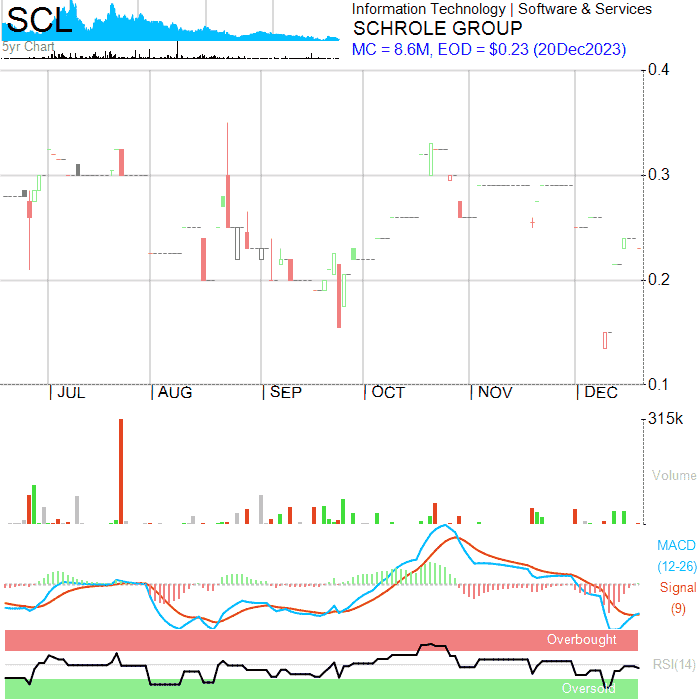 SCL
5yr Chart
Information Technology | Software & Services
SCHROLE GROUP
MC = 8.6M, EOD = $0.23 (20Dec2023)
0.4
0.3
0.2
0.1
|JUL |AUG |SEP |OCT |NOV |DEC
315k
Volume
MACD
(12-26)
Signal
(9)
Overbought
RSI(14)
Oversold